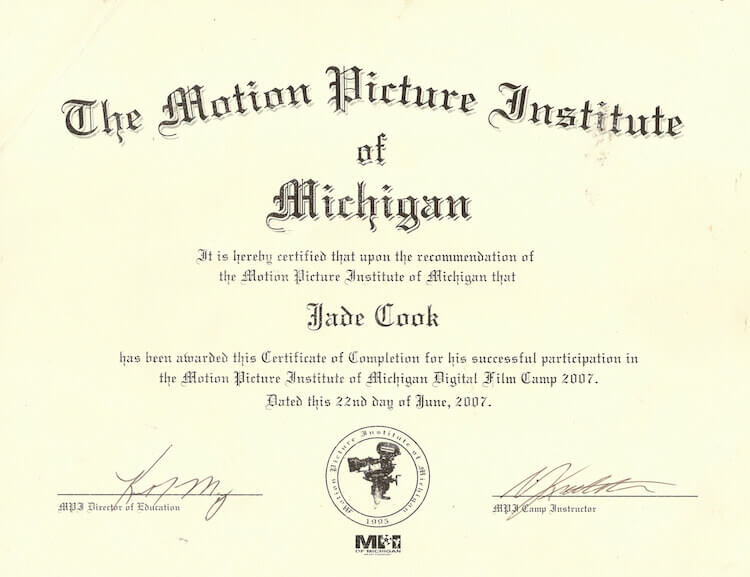 The Motion Picture Institute
of
Michigan
It is hereby certified that upon the recommendation of
the Motion Picture Institute of Michigan that
Jade Cook
has been awarded this Certificate of Completion for his successful participation in
the Motion Picture Institute of Michigan Digital Film Camp 2007.
Dated this 22nd day of June, 2007.
Motion Picture Institute of Michigan
1995
MPI Director of Education
MPI Camp Instructor
MPI
OF MICHIGAN